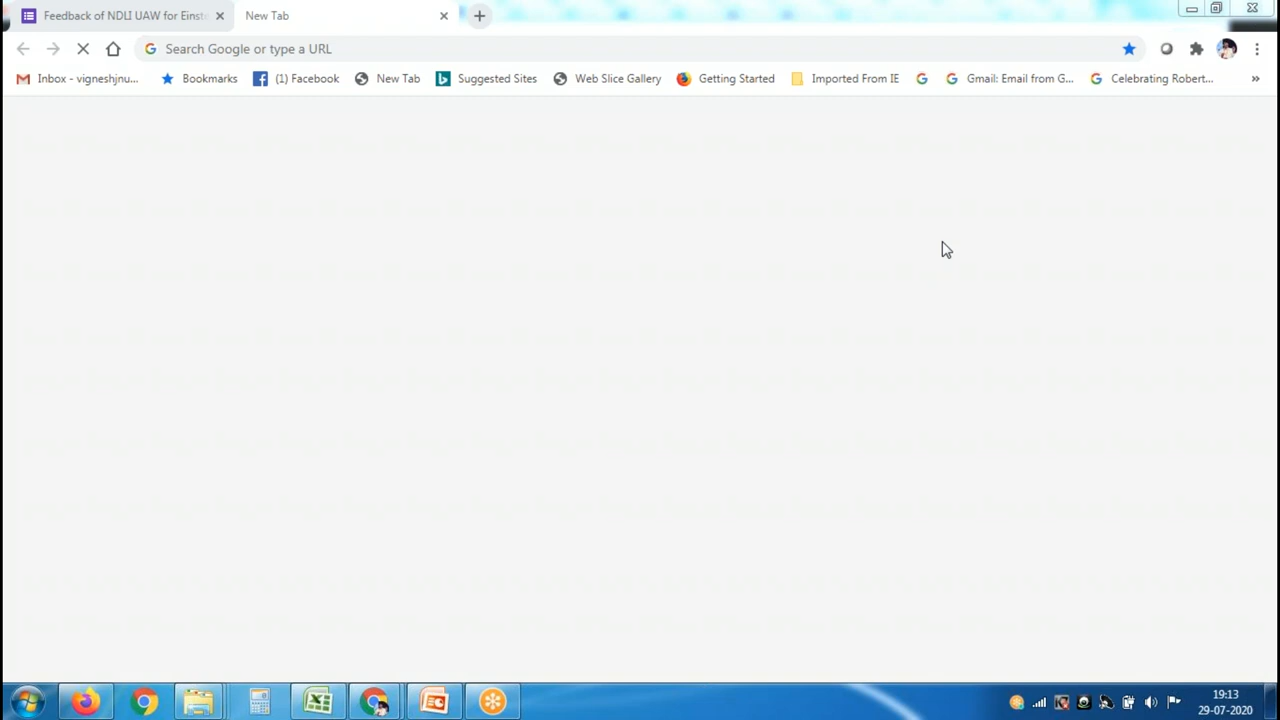 Feedback of NDLI UAW for Einste
New Tab
Search Google or type a URL
Inbox - vigneshjnu...
Bookmarks
(1) Facebook
New Tab
Suggested Sites
Web Slice Gallery
Getting Started
Imported From IE
Gmail: Email from G...
Celebrating Robert...
»
19:13
29-07-2020